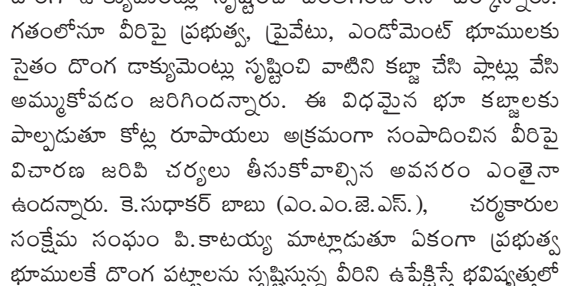 గతంలోనూ వీరిపై ప్రభుత్వ, ప్రైవేటు, ఎండోమెంట్ భూములకు
సైతం దొంగ డాక్యుమెంట్లు సృష్టించి వాటిని కబ్జా చేసి ప్లాట్లు వేసి
అమ్ముకోవడం జరిగిందన్నారు. ఈ విధమైన భూ కబ్జాలకు
పాల్పడుతూ కోట్ల రూపాయలు అక్రమంగా సంపాదించిన వీరిపై
విచారణ జరిపి చర్యలు తీసుకోవాల్సిన అవసరం ఎంతైనా
ఉందన్నారు. కె.సుధాకర్ బాబు (ఎం.ఎం.జె.ఎస్.), చర్మకారుల
సంక్షేమ సంఘం పి.కాటయ్య మాట్లాడుతూ ఏకంగా ప్రభుత్వ
భూములకే దొంగ పట్టాలను సృష్టిస్తున్న వీరిని ఉపేక్షిస్తే భవిష్యత్తులో